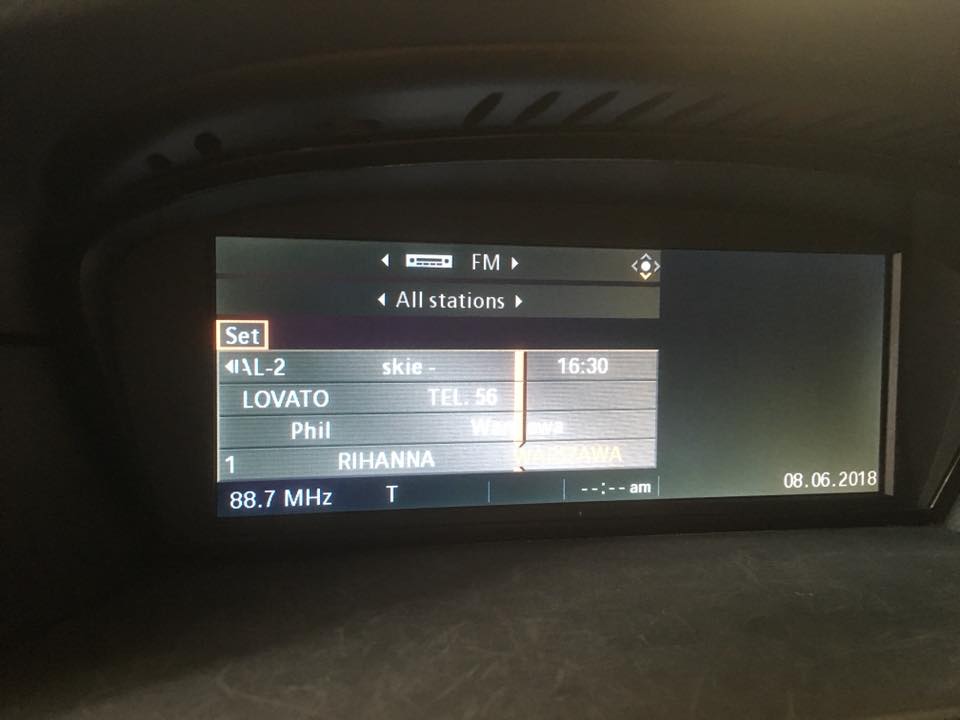 FM
All stations
Set
L-2 skie - 16:30
LOVATO TEL. 56
Phil
1 RIHANNA WARSZAWA
88.7 MHz T --:-- am
08.06.2018